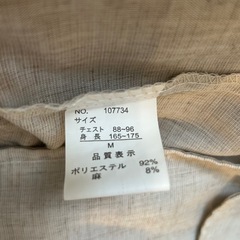 NO. 107734
サイズ
チェスト 88~96
身長 165~175
M
品質表示
ポリエステル 92%
麻 8%